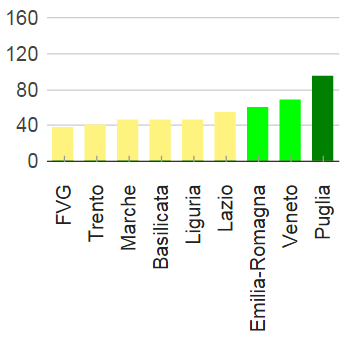 160
120
80
40
0
FVG
Trento
Marche
Basilicata
Liguria
Lazio
Emilia-Romagna
Veneto
Puglia